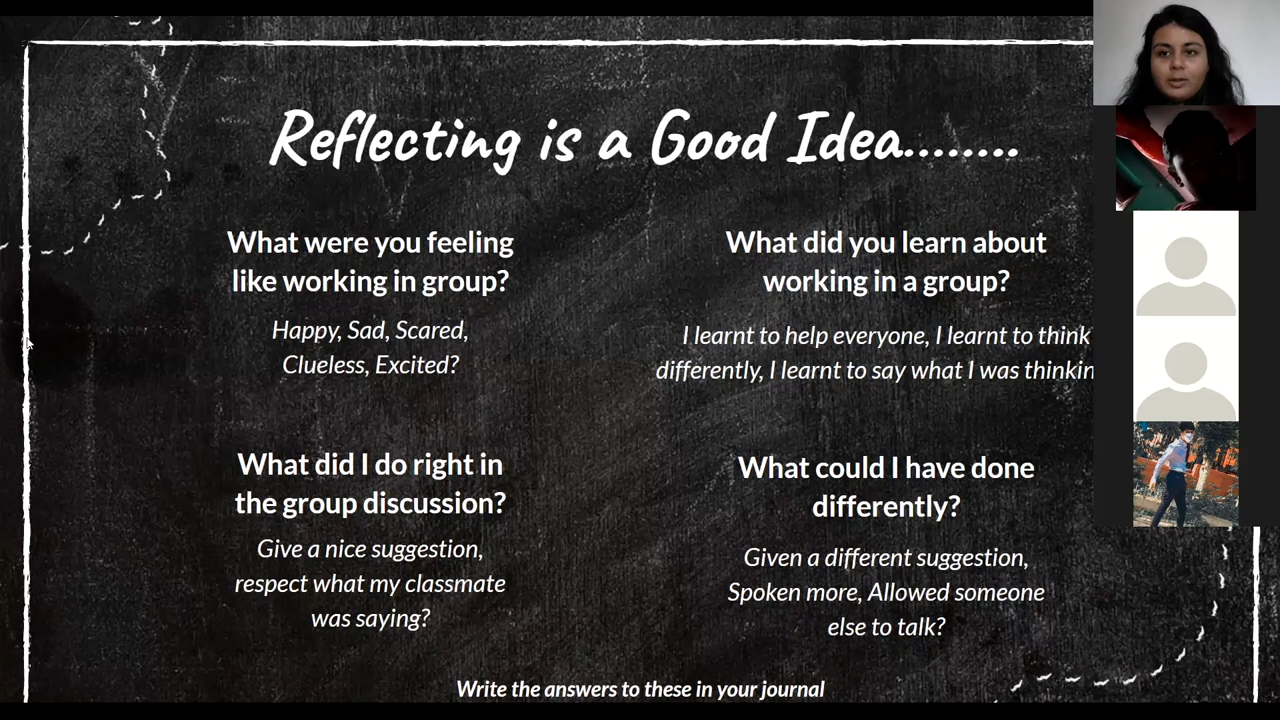 Reflecting is a Good Idea........
What were you feeling
like working in group?
Happy, Sad, Scared,
Clueless, Excited?
What did you learn about
working in a group?
I learnt to help everyone, I learnt to think
differently, I learnt to say what I was thinkin
What did I do right in
the group discussion?
Give a nice suggestion,
respect what my classmate
was saying?
What could I have done
differently?
Given a different suggestion,
Spoken more, Allowed someone
else to talk?
Write the answers to these in your journal